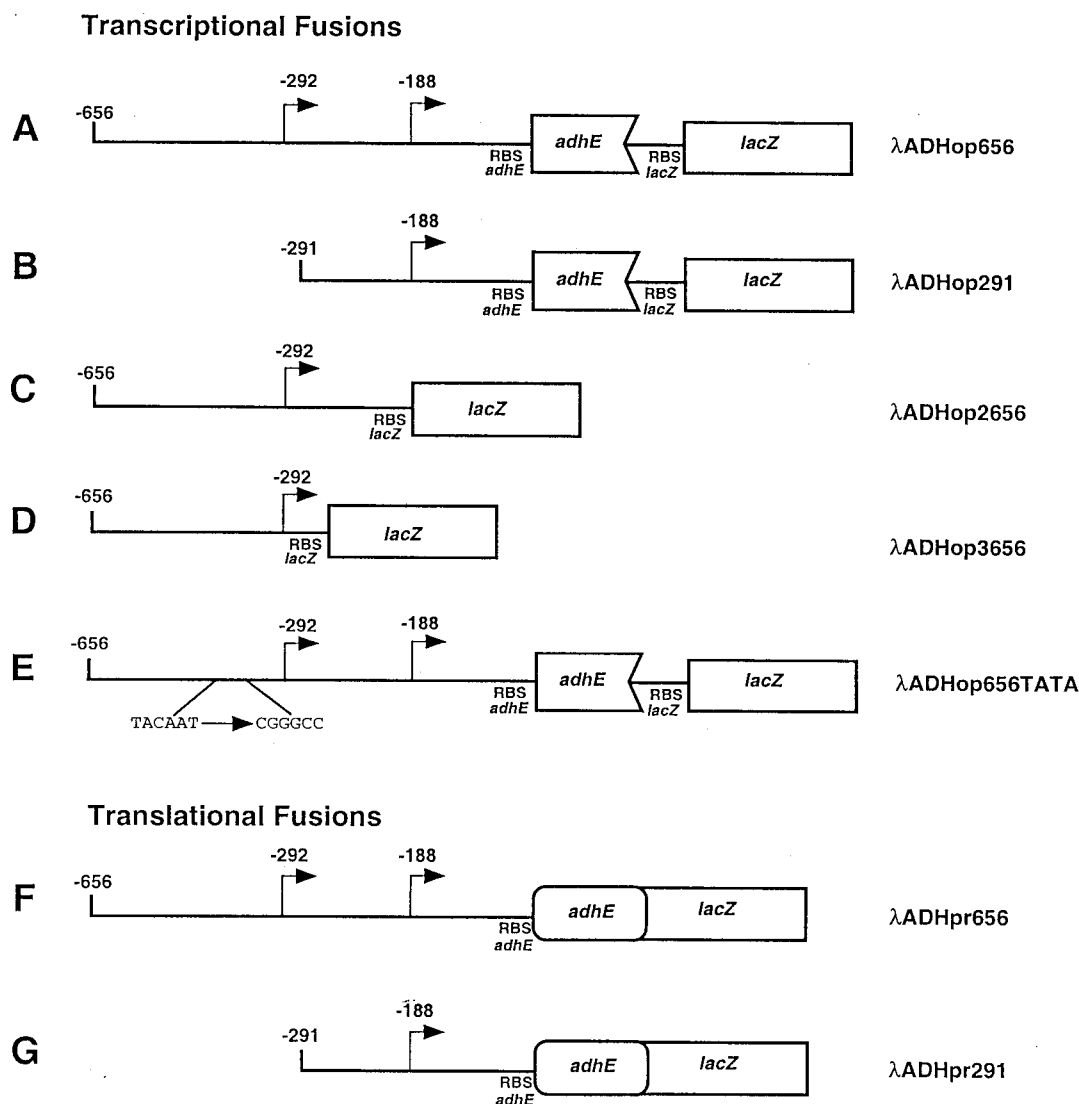 Transcriptional Fusions
A
-656
-292
-188
RBS
adhE
adhE
RBS
lacZ
lacZ
λADHop656
B
-291
-188
RBS
adhE
adhE
RBS
lacZ
lacZ
λADHop291
C
-656
-292
RBS
lacZ
lacZ
λADHop2656
D
-656
-292
RBS
lacZ
lacZ
λADHop3656
E
-656
-292
-188
RBS
adhE
adhE
RBS
lacZ
lacZ
λADHop656TATA
TACAAT CGGGCC
Translational Fusions
F
-656
-292
-188
RBS
adhE
adhE
lacZ
λADHpr656
G
-291
-188
RBS
adhE
adhE
lacZ
λADHpr291